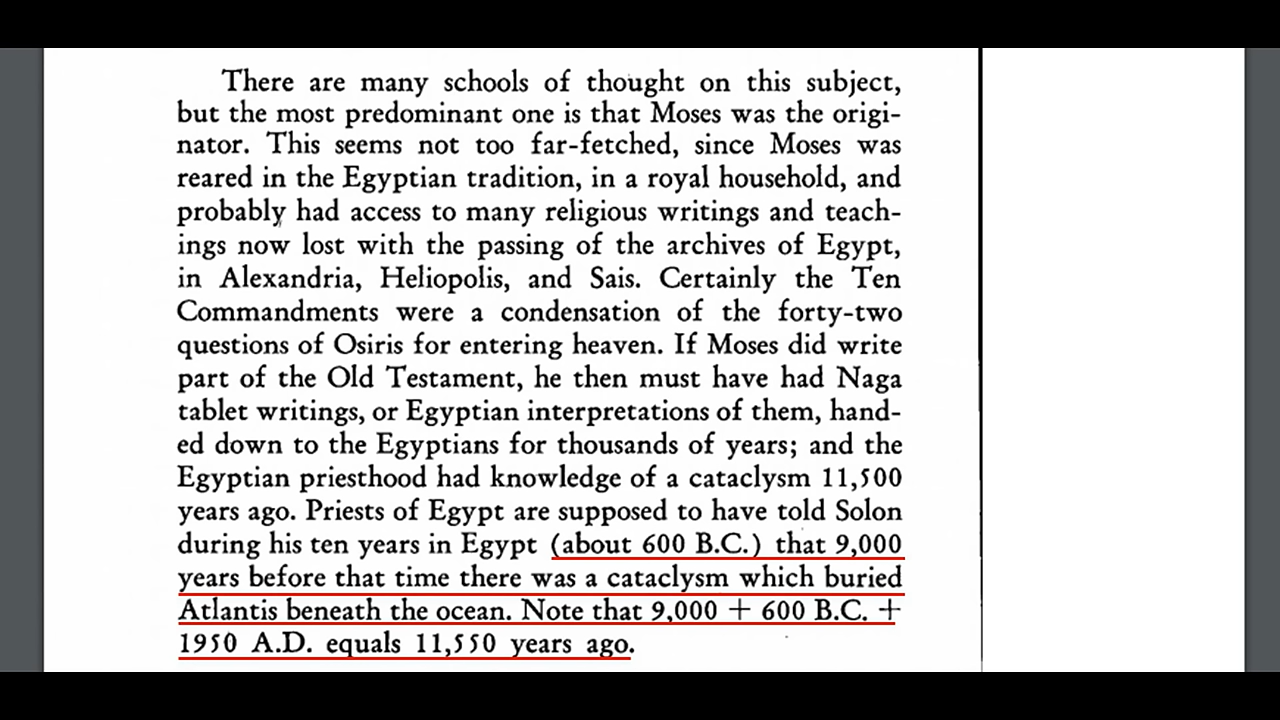 There are many schools of thought on this subject,
but the most predominant one is that Moses was the origi-
nator. This seems not too far-fetched, since Moses was
reared in the Egyptian tradition, in a royal household, and
probably had access to many religious writings and teach-
ings now lost with the passing of the archives of Egypt,
in Alexandria, Heliopolis, and Sais. Certainly the Ten
Commandments were a condensation of the forty-two
questions of Osiris for entering heaven. If Moses did write
part of the Old Testament, he then must have had Naga
tablet writings, or Egyptian interpretations of them, hand-
ed down to the Egyptians for thousands of years; and the
Egyptian priesthood had knowledge of a cataclysm 11,500
years ago. Priests of Egypt are supposed to have told Solon
during his ten years in Egypt (about 600 B.C.) that 9,000
years before that time there was a cataclysm which buried
Atlantis beneath the ocean. Note that 9,000 + 600 B.C. +
1950 A.D. equals 11,550 years ago.